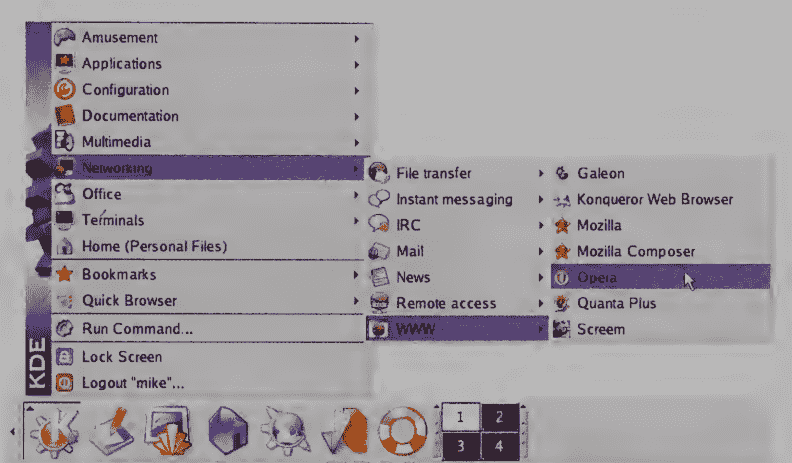 Amusement
Applications
Configuration
Documentation
Multimedia
Networking
Office
Terminals
Home (Personal Files)
Bookmarks
Quick Browser
Run Command...
Lock Screen
Logout "mike"...
KDE
File transfer
Instant messaging
IRC
Mail
News
Remote access
WWW
Galeon
Konqueror Web Browser
Mozilla
Mozilla Composer
Opera
Quanta Plus
Screem
1 2
3 4